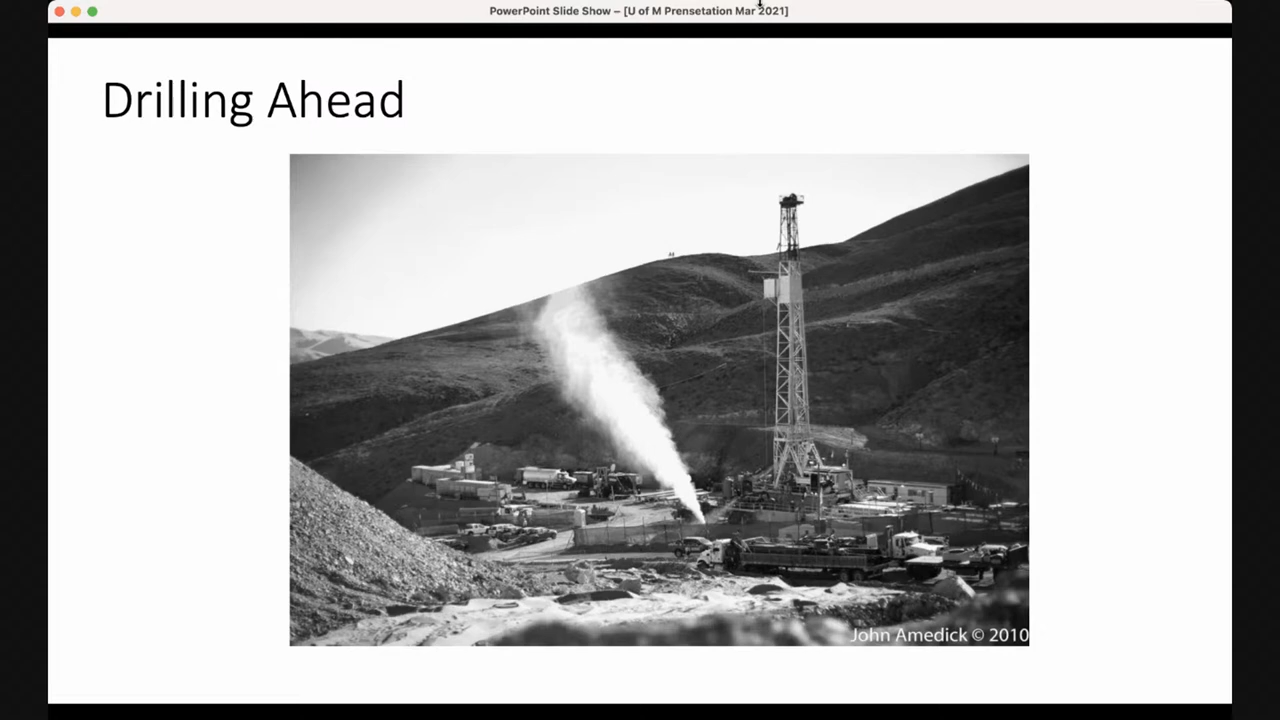 PowerPoint Slide Show – [U of M Prensetation Mar 2021]
Drilling Ahead
John Amedick © 2010